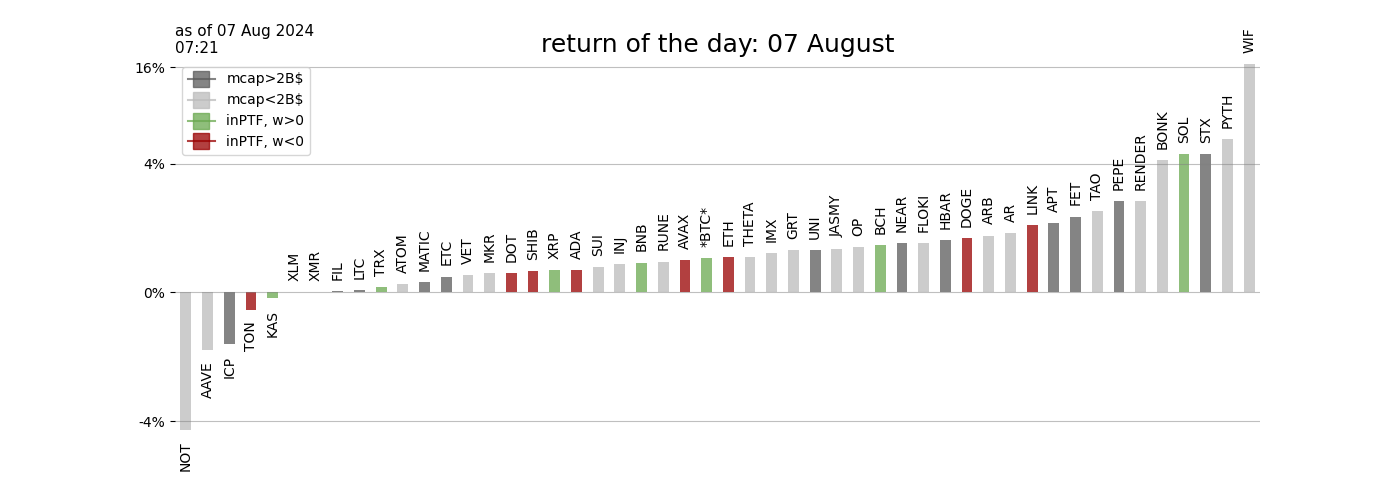 as of 07 Aug 2024
07:21
return of the day: 07 August
16%
4%
0%
-4%
mcap>2B$
mcap<2B$
inPTF, w>0
inPTF, w<0
NOT
AAVE
ICP
TON
KAS
XLM
XMR
FIL
LTC
TRX
ATOM
MATIC
ETC
VET
MKR
DOT
SHIB
XRP
ADA
SUI
INJ
BNB
RUNE
AVAX
*BTC*
ETH
THETA
IMX
GRT
UNI
JASMY
OP
BCH
NEAR
FLOKI
HBAR
DOGE
ARB
AR
LINK
APT
FET
TAO
PEPE
RENDER
BONK
SOL
STX
PYTH
WIF